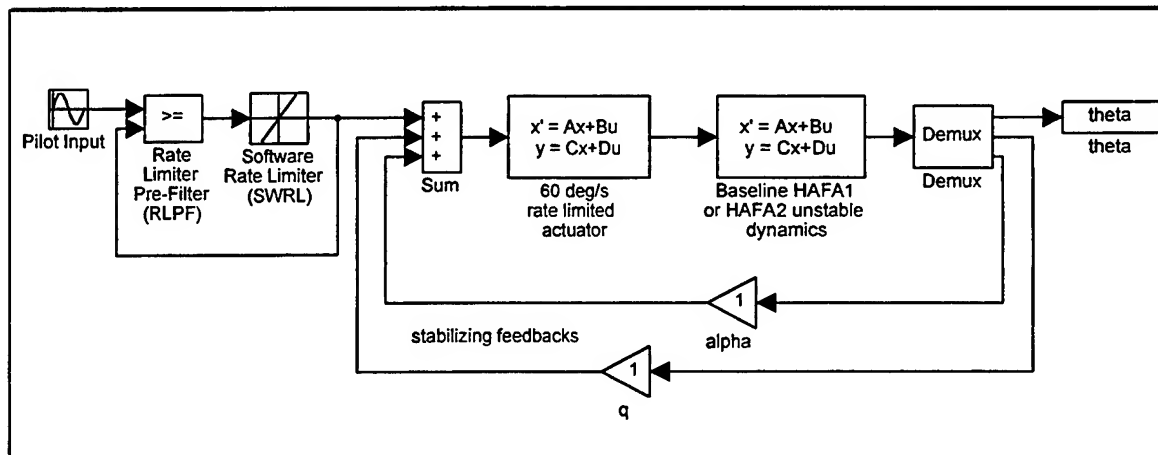 Pilot Input
>=
Rate
Limiter
Pre-Filter
(RLPF)
Software
Rate Limiter
(SWRL)
+
+
+
Sum
x' = Ax+Bu
y = Cx+Du
60 deg/s
rate limited
actuator
x' = Ax+Bu
y = Cx+Du
Baseline HAFA1
or HAFA2 unstable
dynamics
Demux
Demux
theta
theta
1
alpha
stabilizing feedbacks
1
q